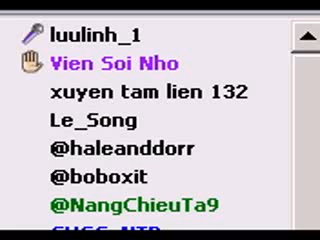 luulinh_1
Vien Soi Nho
xuyen tam lien 132
Le_Song
@haleanddorr
@boboxit
@NangChieuTa9